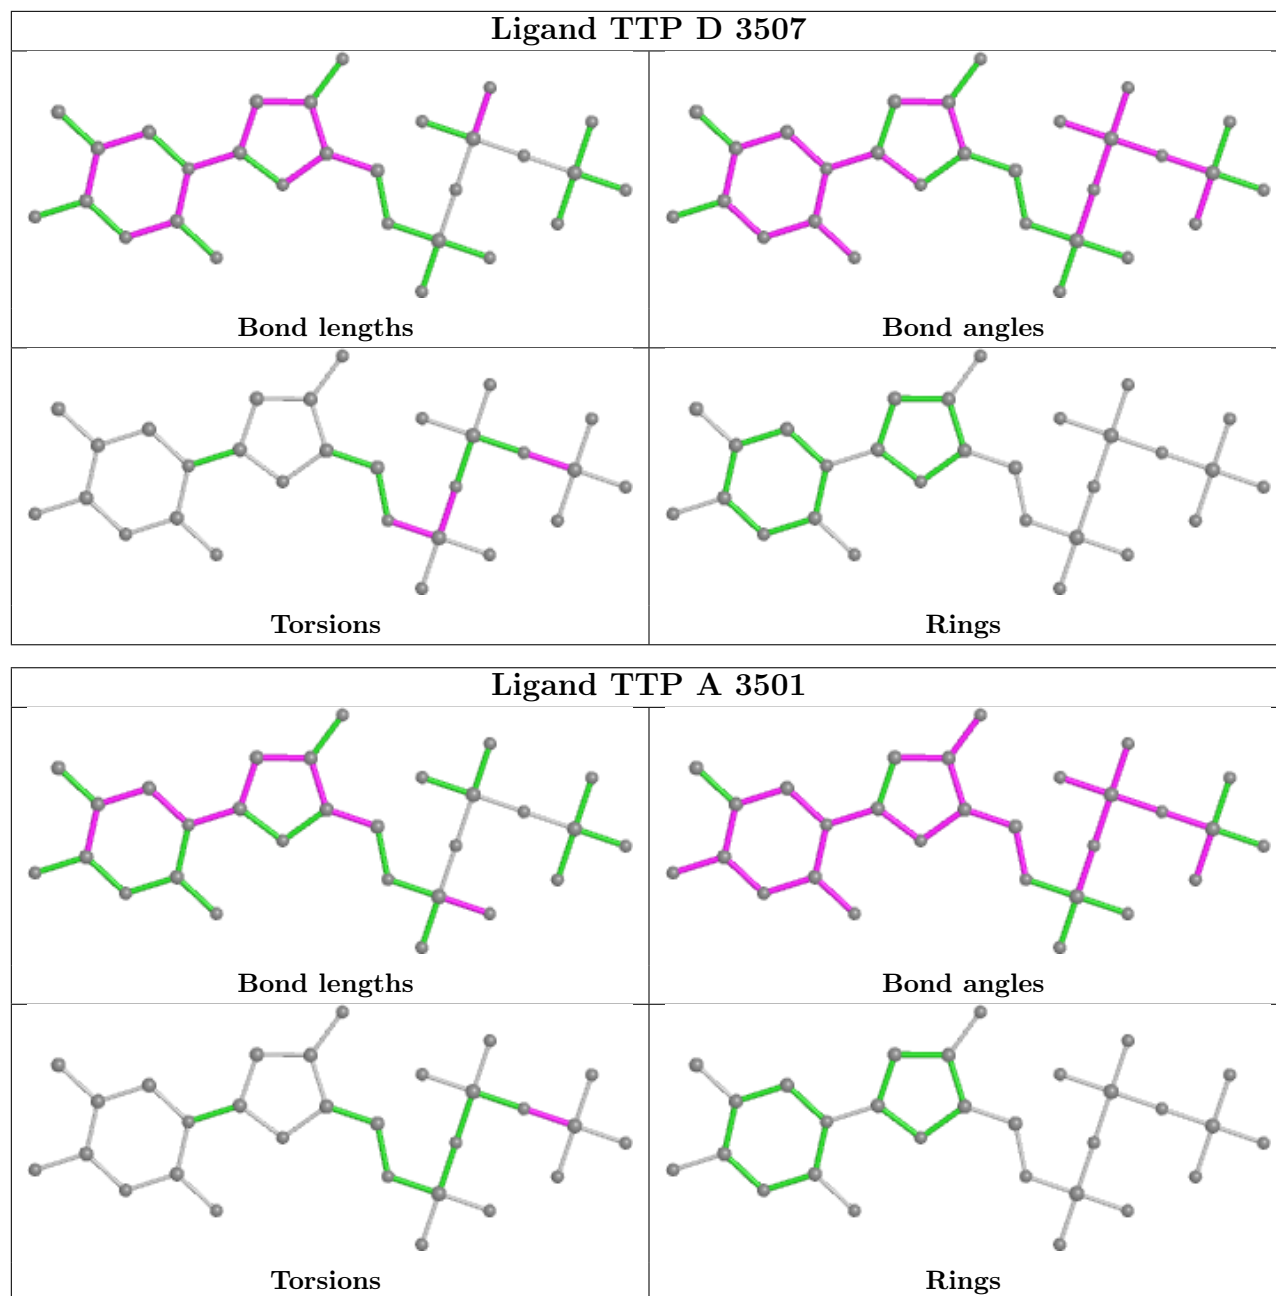 Ligand TTP D 3507
Bond lengths
Bond angles
Torsions
Rings
Ligand TTP A 3501
Bond lengths
Bond angles
Torsions
Rings